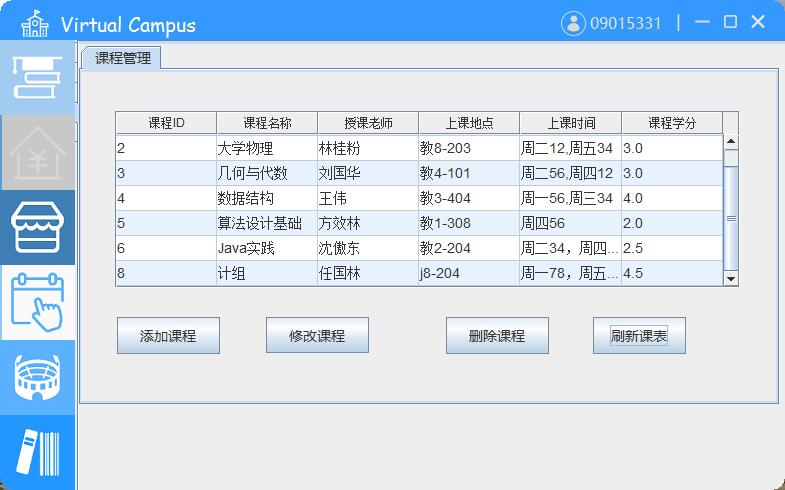 Virtual Campus 09015331
课程管理
课程ID 课程名称 授课老师 上课地点 上课时间 课程学分
2 大学物理 林桂粉 教8-203 周二12,周五34 3.0
3 几何与代数 刘国华 教4-101 周二56,周四12 3.0
4 数据结构 王伟 教3-404 周一56,周三34 4.0
5 算法设计基础 方效林 教1-308 周四56 2.0
6 Java实践 沈傲东 教2-204 周二34，周四... 2.5
8 计组 任国林 j8-204 周一78，周五... 4.5
添加课程 修改课程 删除课程 刷新课表